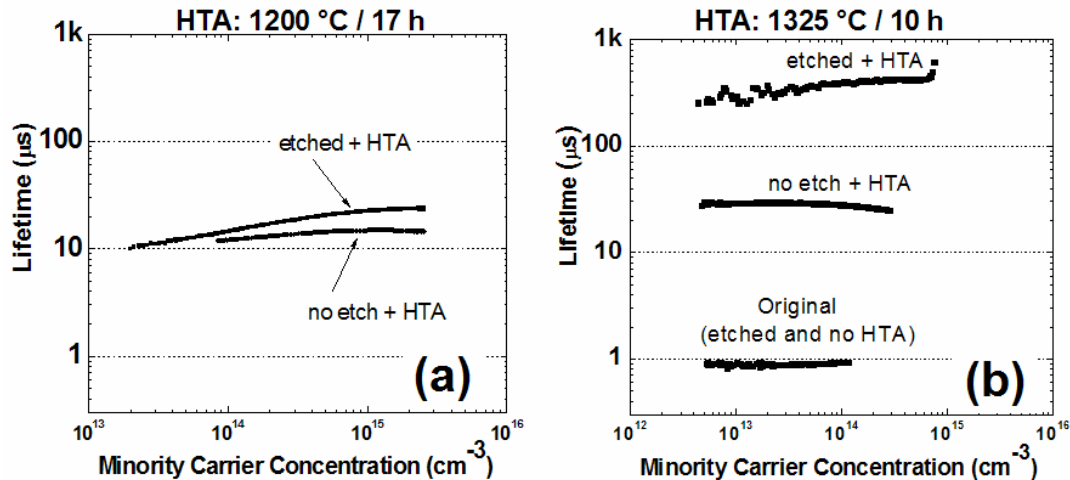 HTA: 1200 °C / 17 h
1k
100
10
1
Lifetime (µs)
etched + HTA
no etch + HTA
(a)
10^13
10^14
10^15
10^16
Minority Carrier Concentration (cm^-3)
HTA: 1325 °C / 10 h
1k
100
10
1
Lifetime (µs)
etched + HTA
no etch + HTA
Original
(etched and no HTA)
(b)
10^12
10^13
10^14
10^15
10^16
Minority Carrier Concentration (cm^-3)